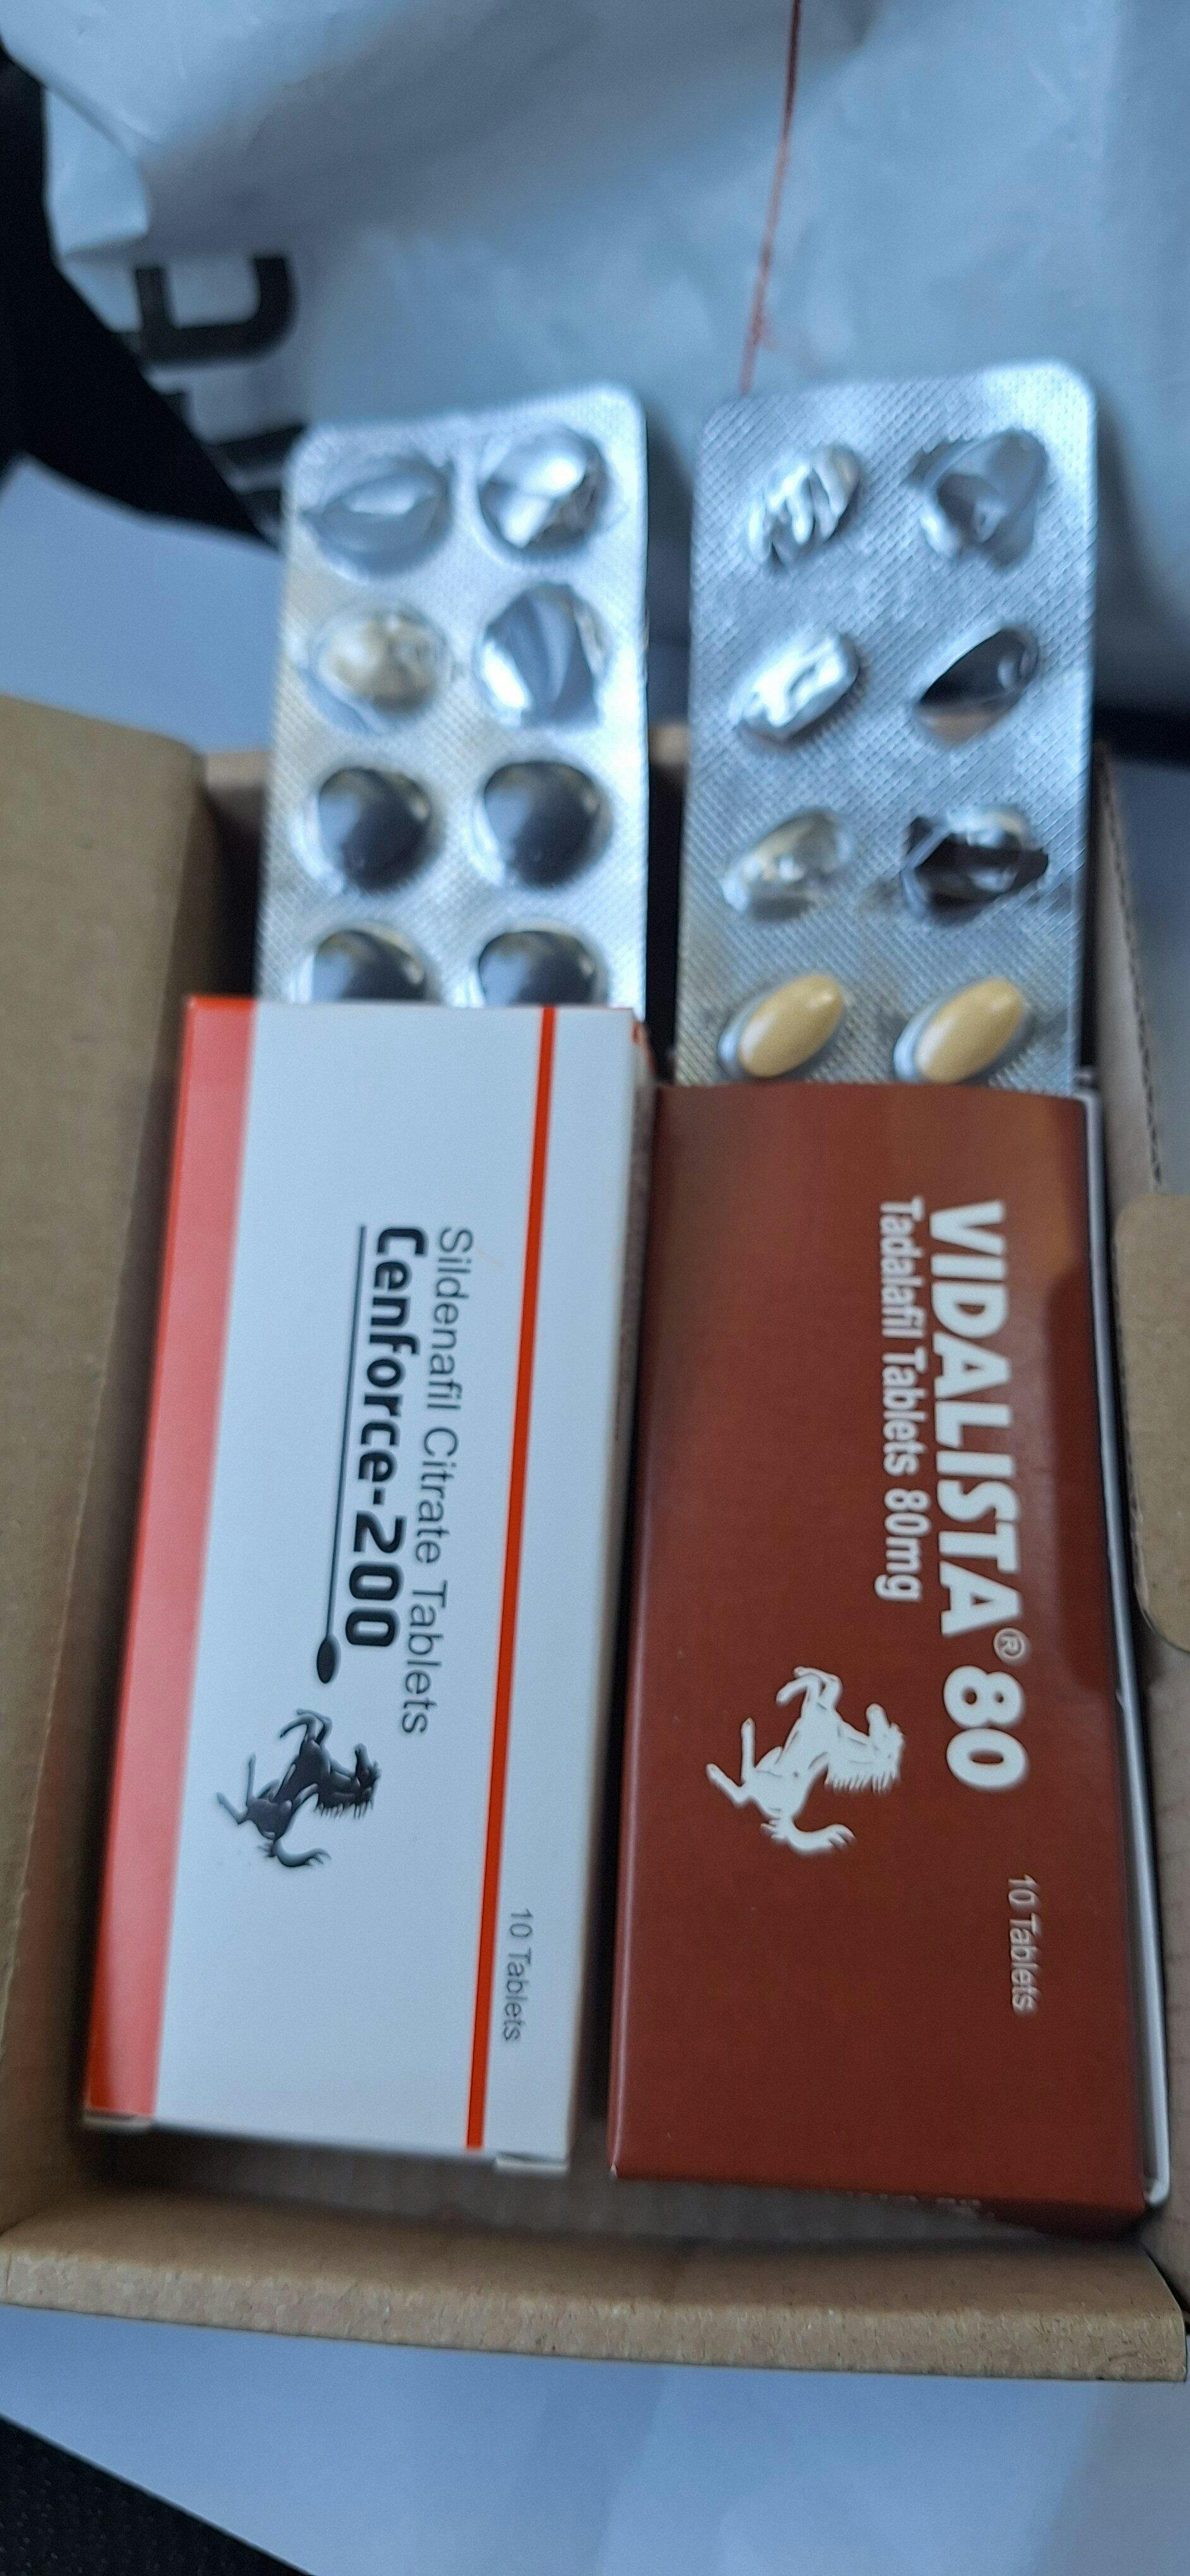 Sildenafil Citrate Tablets
Cenforce-200
10 Tablets
VIDALISTA® 80
Tadalafil Tablets 80mg
10 Tablets